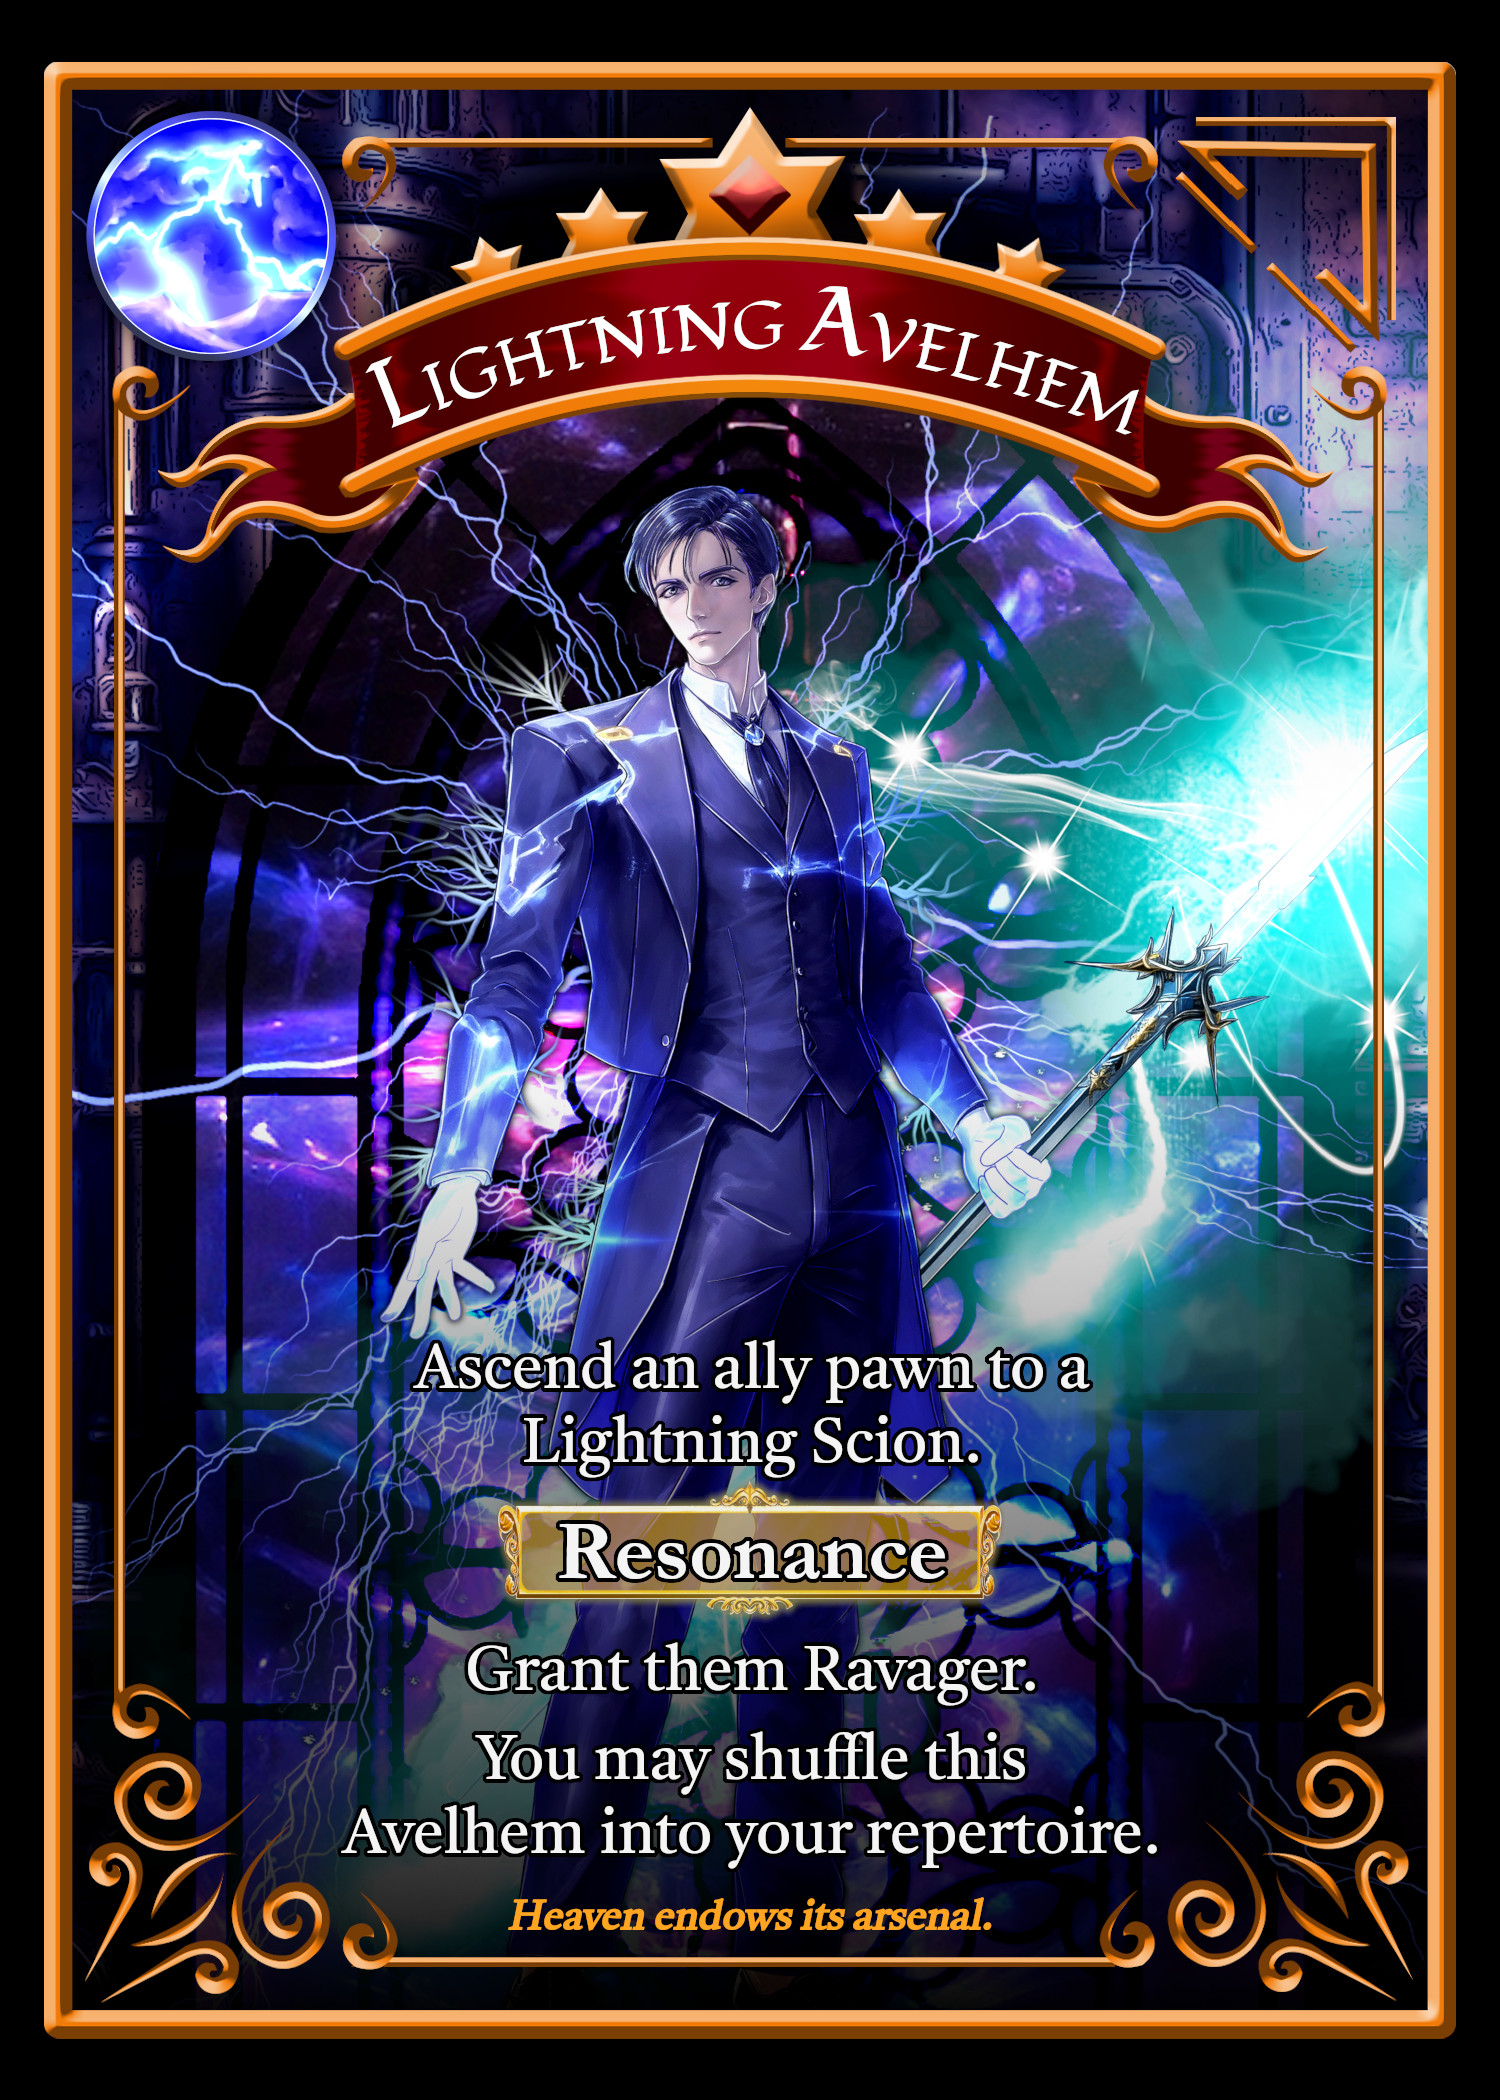 Lightning Avelhem
Ascend an ally pawn to a
Lightning Scion.
Resonance
Grant them Ravager.
You may shuffle this
Avelhem into your repertoire.
Heaven endows its arsenal.